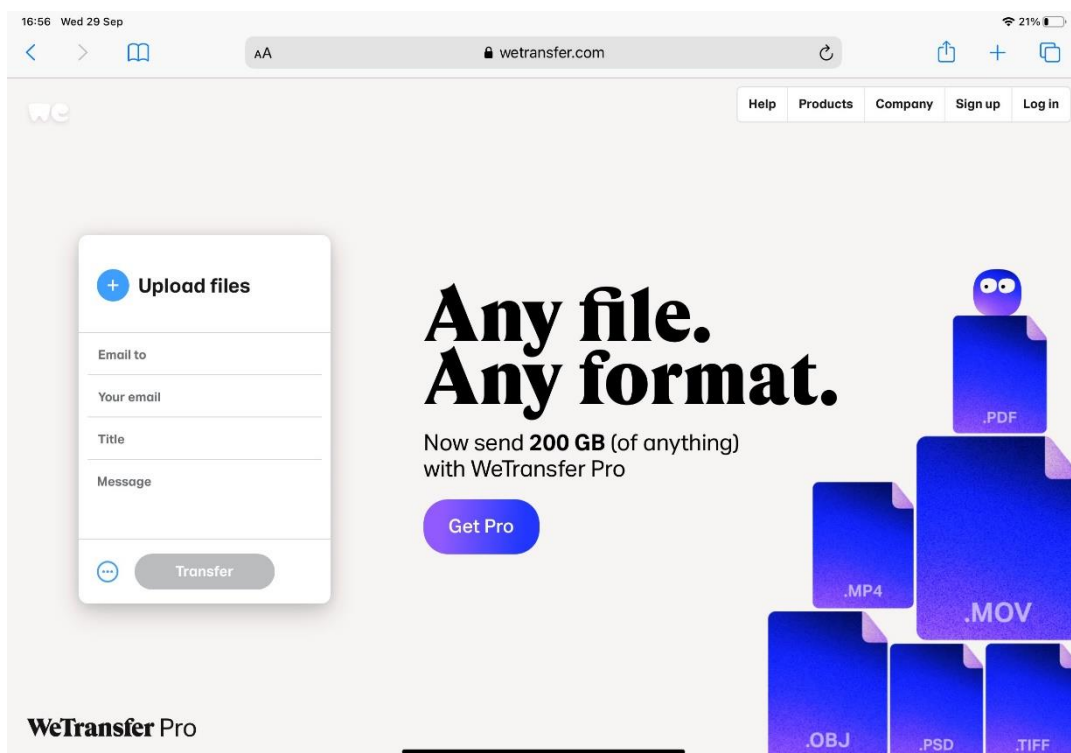 16:56 Wed 29 Sep
21%
AA wetransfer.com
we
Help Products Company Sign up Log in
Upload files
Email to
Your email
Title
Message
Transfer
Any file.
Any format.
Now send 200 GB (of anything)
with WeTransfer Pro
Get Pro
.PDF
.MP4
.MOV
.OBJ
.PSD
.TIFF
WeTransfer Pro